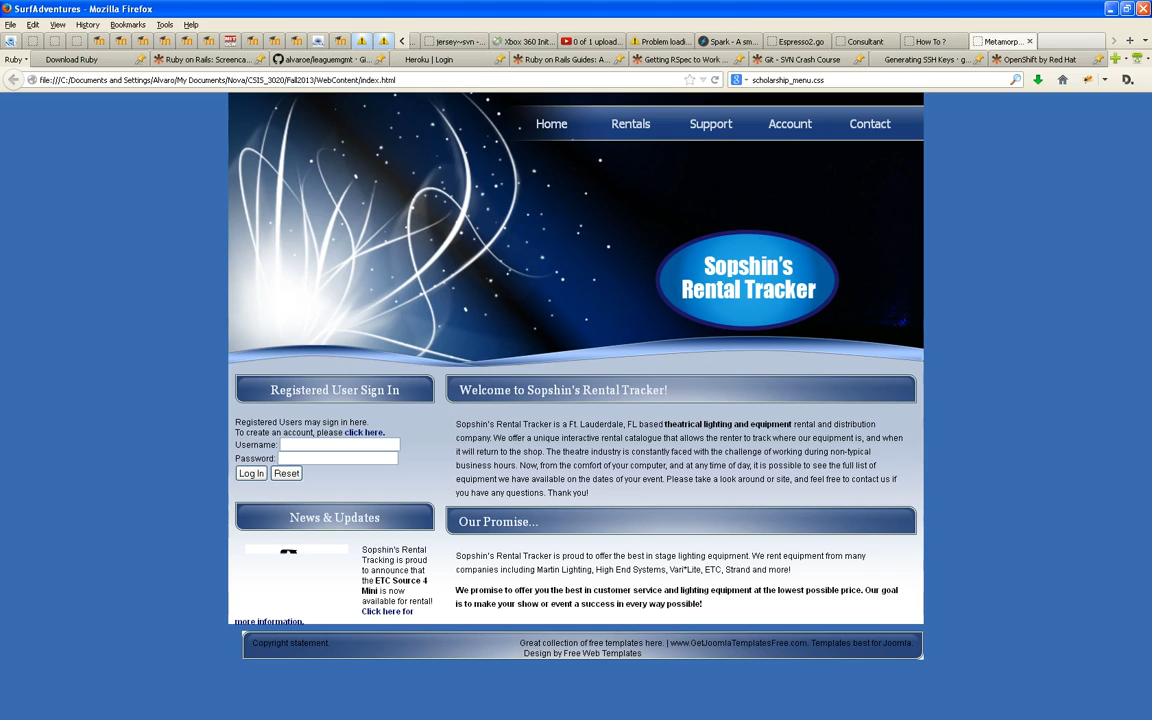 SurfAdventures - Mozilla Firefox
File Edit View History Bookmarks Tools Help
jersey~svn -... Xbox 360 Init... 0 of 1 upload... Problem loadi... Spark - A sm... Espresso2.go Consultant How To ? Metamorp...
Ruby Download Ruby Ruby on Rails: Screenca... alvaroe/leaguemgmt · Gi... Heroku | Login Ruby on Rails Guides: A... Getting RSpec to Work ... Git - SVN Crash Course Generating SSH Keys · g... OpenShift by Red Hat
file:///C:/Documents and Settings/Alvaro/My Documents/Nova/CSIS_3020/Fall2013/WebContent/index.html scholarship_menu.css
Home Rentals Support Account Contact
Sopshin's
Rental Tracker
Registered User Sign In
Registered Users may sign in here.
To create an account, please click here.
Username:
Password:
Log In Reset
News & Updates
Sopshin's Rental
Tracking is proud
to announce that
the ETC Source 4
Mini is now
available for rental!
Click here for
more information.
Welcome to Sopshin's Rental Tracker!
Sopshin's Rental Tracker is a Ft. Lauderdale, FL based theatrical lighting and equipment rental and distribution
company. We offer a unique interactive rental catalogue that allows the renter to track where our equipment is, and when
it will return to the shop. The theatre industry is constantly faced with the challenge of working during non-typical
business hours. Now, from the comfort of your computer, and at any time of day, it is possible to see the full list of
equipment we have available on the dates of your event. Please take a look around or site, and feel free to contact us if
you have any questions. Thank you!
Our Promise...
Sopshin's Rental Tracker is proud to offer the best in stage lighting equipment. We rent equipment from many
companies including Martin Lighting, High End Systems, Vari*Lite, ETC, Strand and more!
We promise to offer you the best in customer service and lighting equipment at the lowest possible price. Our goal
is to make your show or event a success in every way possible!
Copyright statement. Great collection of free templates here. | www.GetJoomlaTemplatesFree.com. Templates best for Joomla.
Design by Free Web Templates